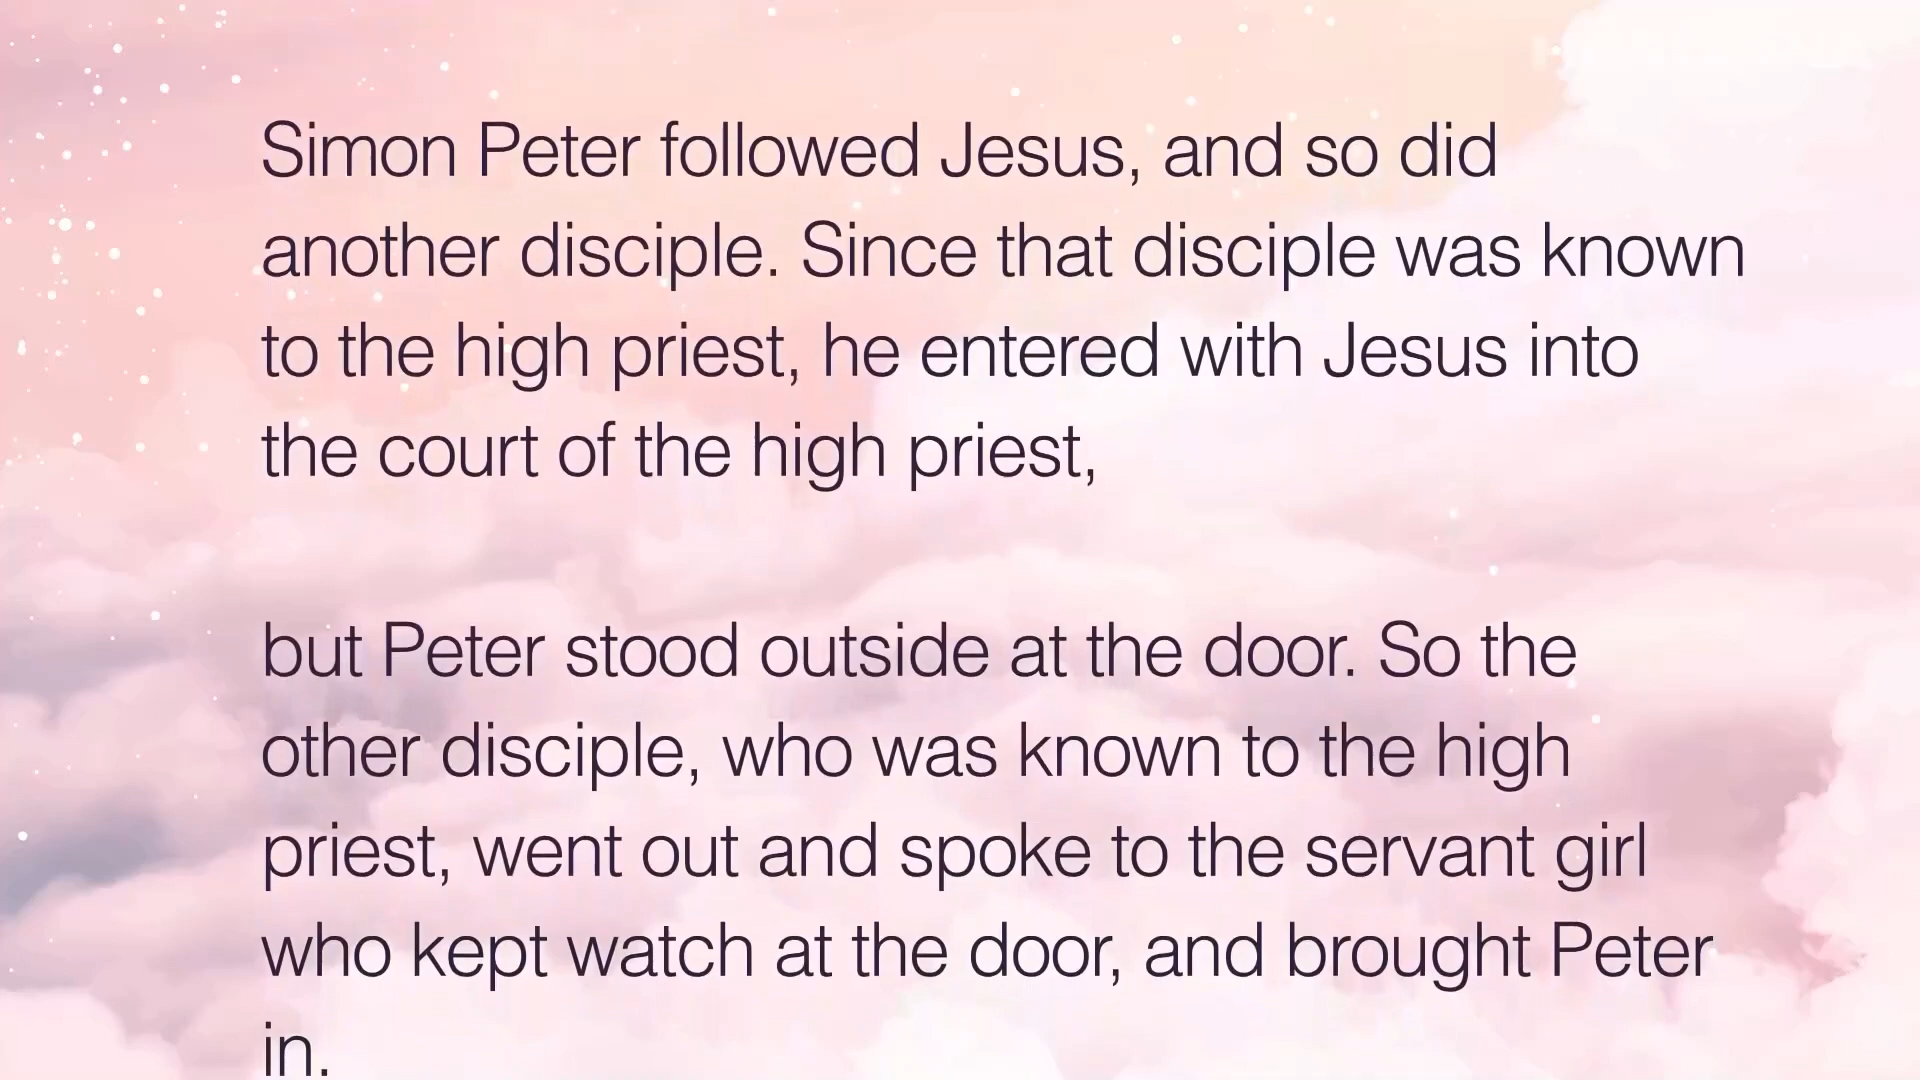 Simon Peter followed Jesus, and so did
another disciple. Since that disciple was known
to the high priest, he entered with Jesus into
the court of the high priest,
but Peter stood outside at the door. So the
other disciple, who was known to the high
priest, went out and spoke to the servant girl
who kept watch at the door, and brought Peter
in.